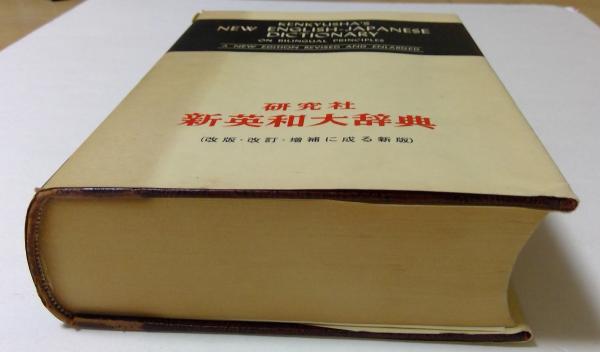 KENKYUSHA'S
NEW ENGLISH-JAPANESE
DICTIONARY
ON BILINGUAL PRINCIPLES
A NEW EDITION REVISED AND ENLARGED
研究社
新英和大辞典
(改版・改訂・増補に成る新版)